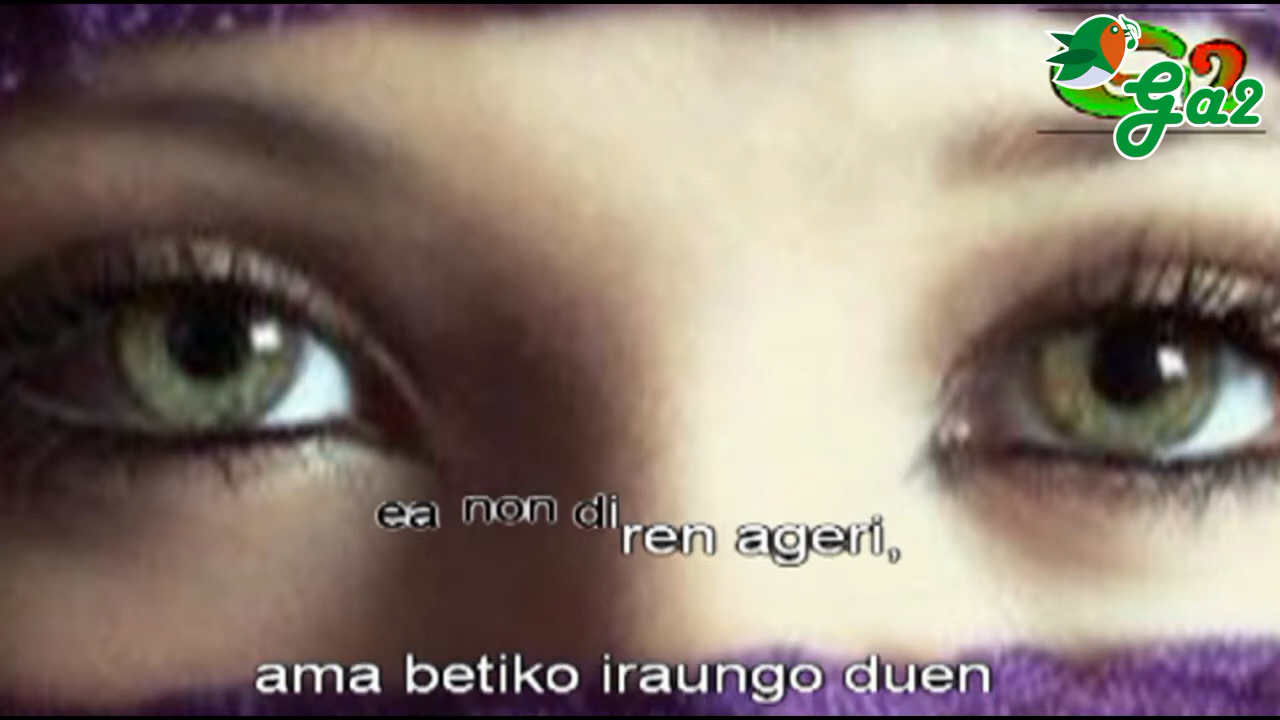 Ga2
ea non diren ageri,
ama betiko iraungo duen